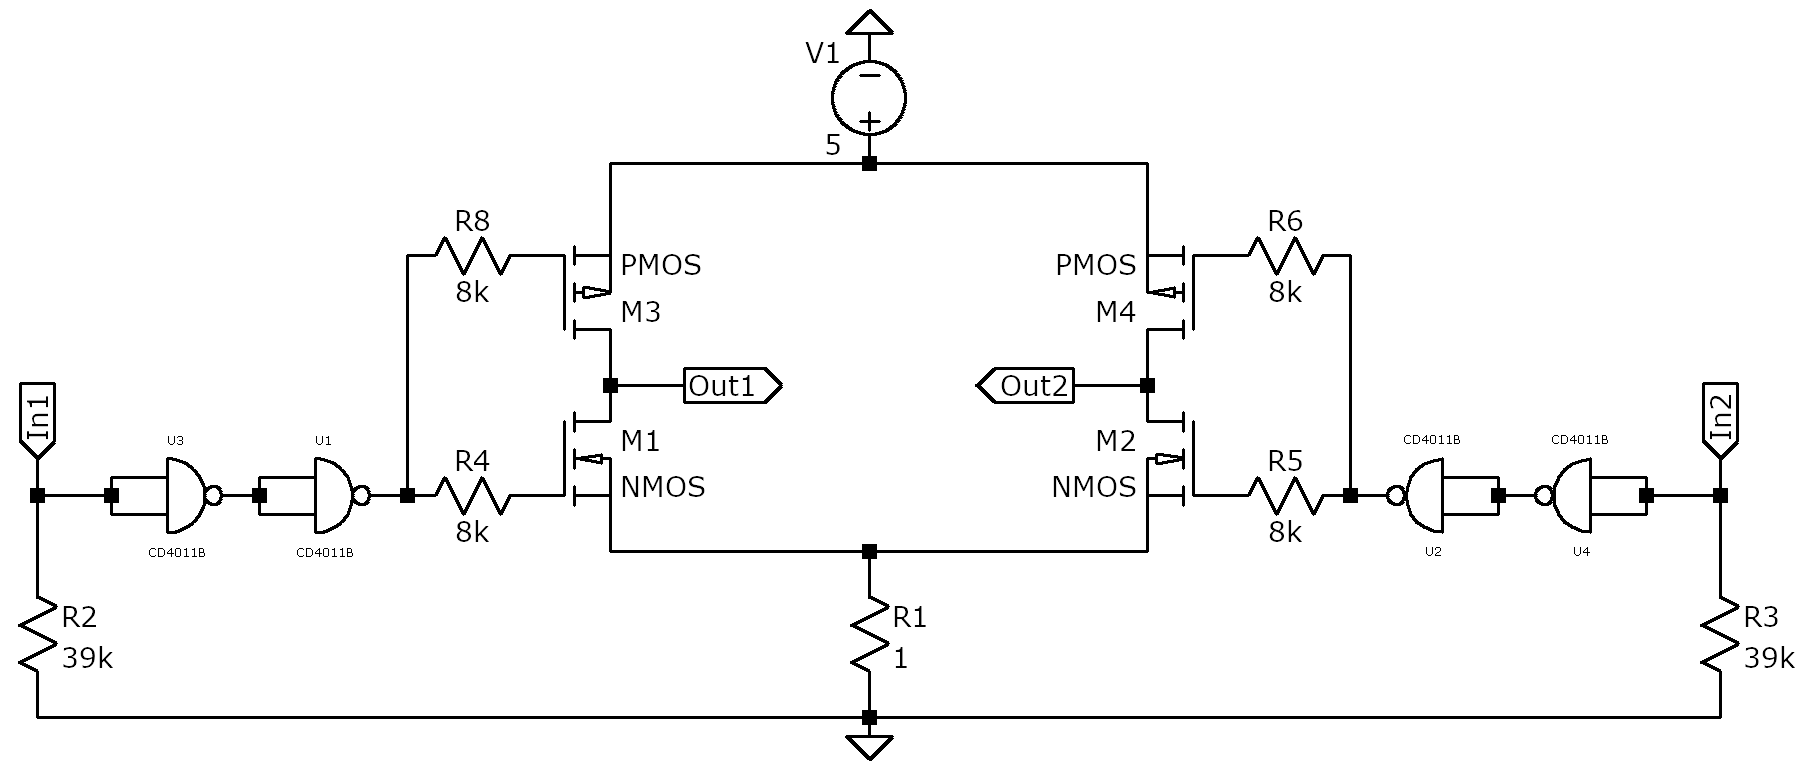 V1
−
+
5
R8
8k
PMOS
M3
R6
8k
PMOS
M4
Out1
Out2
In1
In2
U3
CD4011B
U1
CD4011B
R4
8k
M1
NMOS
M2
NMOS
R5
8k
CD4011B
U2
CD4011B
U4
R2
39k
R1
1
R3
39k